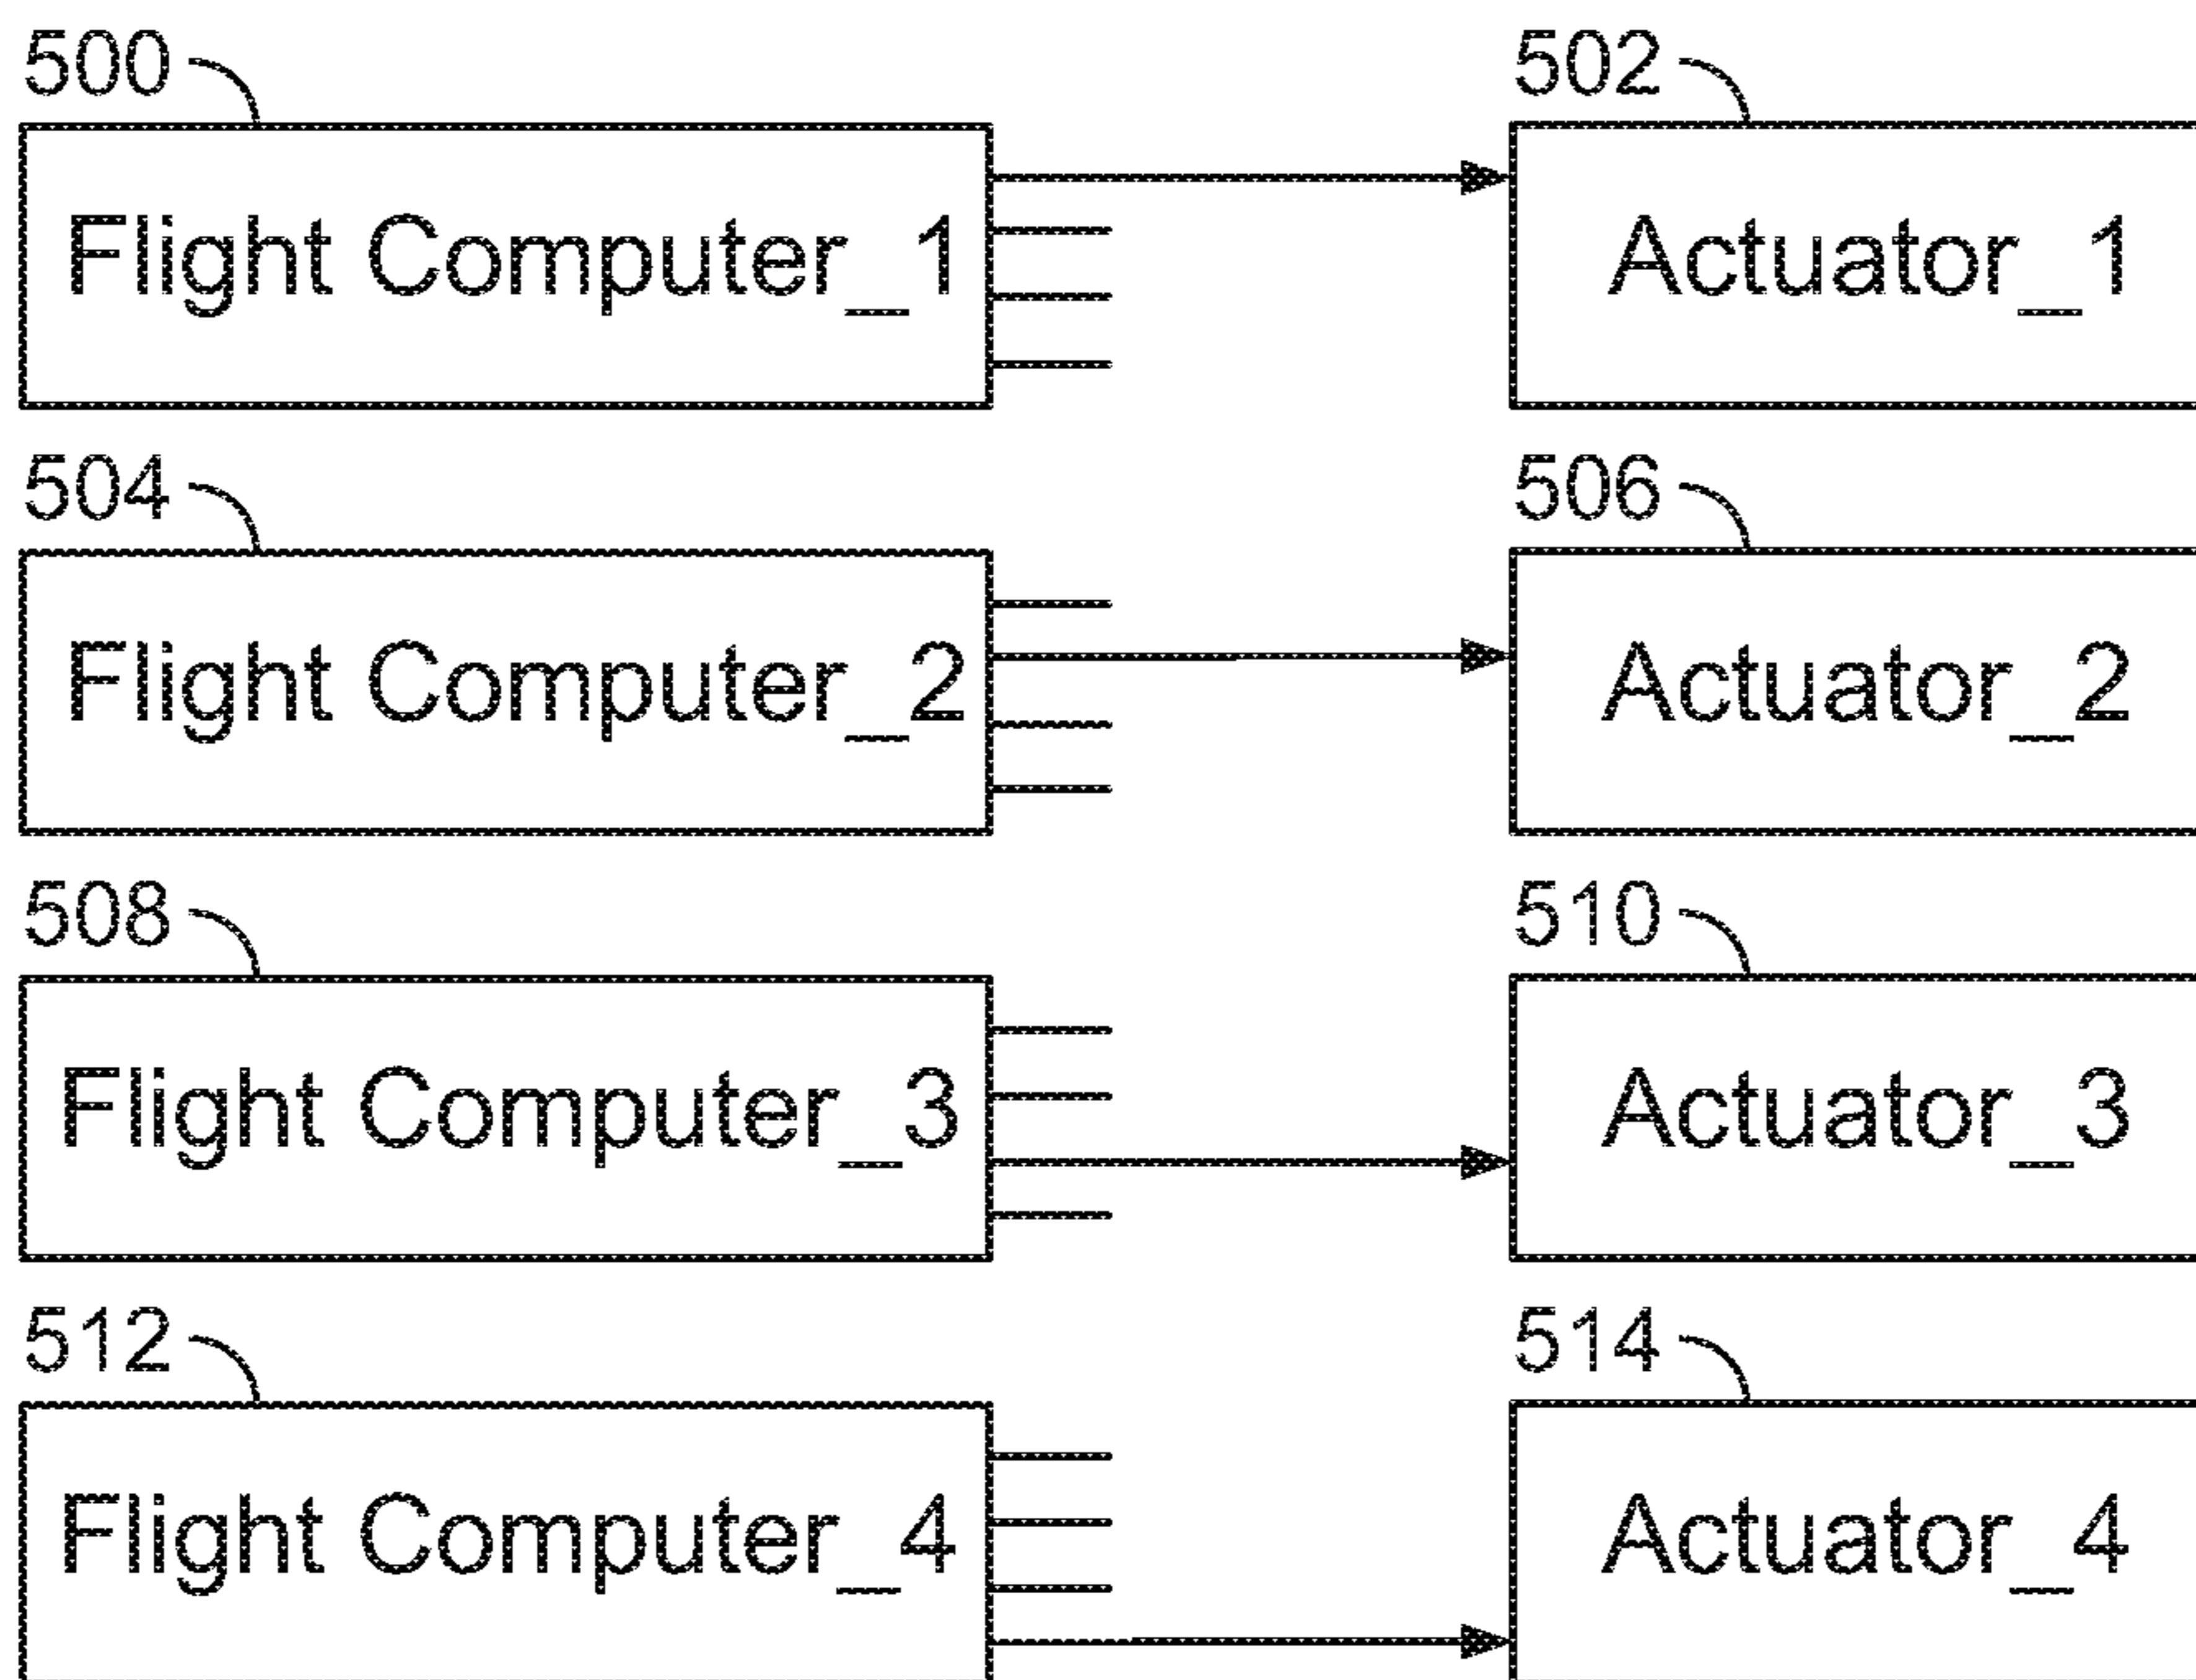 500 502
Flight Computer_1 Actuator_1
504 506
Flight Computer_2 Actuator_2
508 510
Flight Computer_3 Actuator_3
512 514
Flight Computer_4 Actuator_4